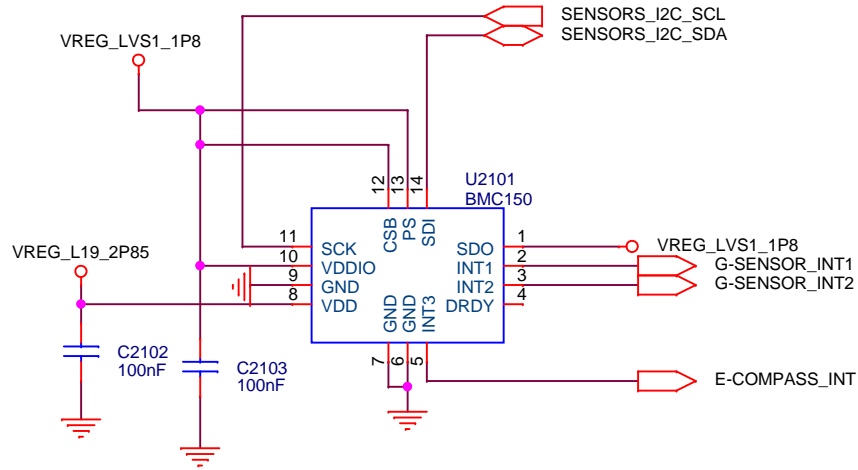 SENSORS_I2C_SCL
SENSORS_I2C_SDA
VREG_LVS1_1P8
12
13
14
U2101
BMC150
CSB
PS
SDI
11
SCK
SDO
1
VREG_LVS1_1P8
VREG_L19_2P85
10
VDDIO
INT1
2
G-SENSOR_INT1
9
GND
INT2
3
G-SENSOR_INT2
8
VDD
DRDY
4
GND
GND
INT3
C2102
100nF
C2103
100nF
7
6
5
E-COMPASS_INT